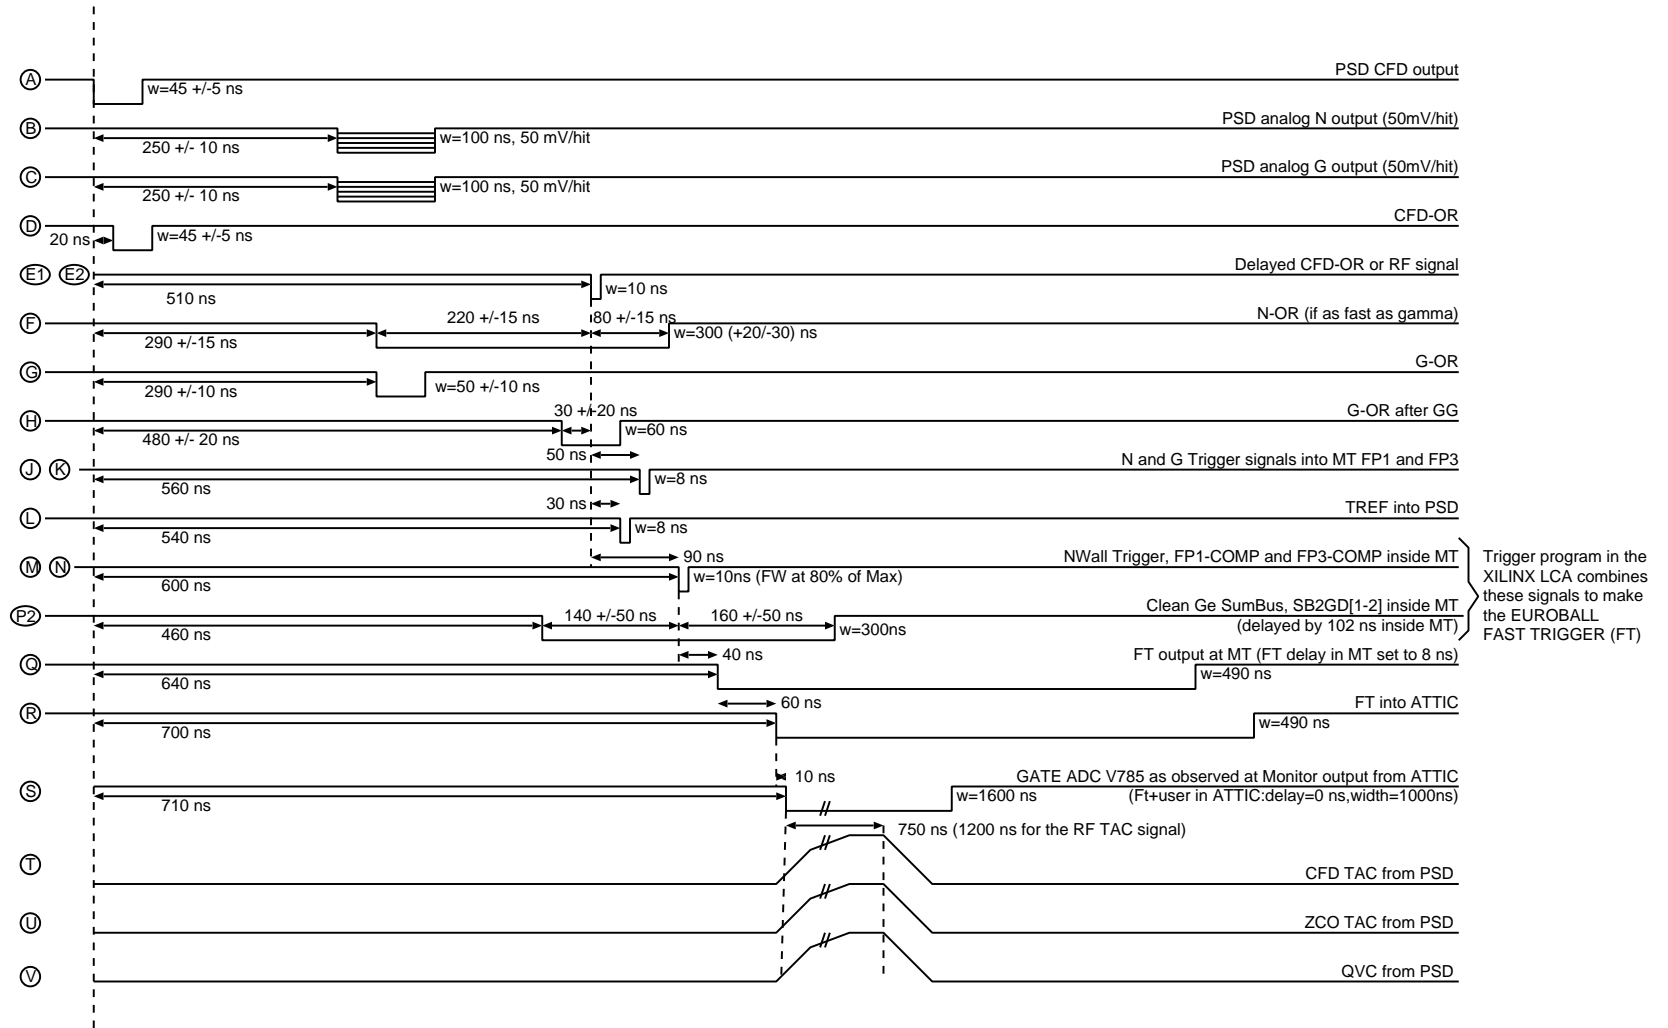 A
PSD CFD output
w=45 +/-5 ns
B
PSD analog N output (50mV/hit)
w=100 ns, 50 mV/hit
250 +/- 10 ns
C
PSD analog G output (50mV/hit)
w=100 ns, 50 mV/hit
250 +/- 10 ns
D
CFD-OR
20 ns
w=45 +/-5 ns
E1 E2
Delayed CFD-OR or RF signal
w=10 ns
510 ns
F
220 +/-15 ns
80 +/-15 ns
N-OR (if as fast as gamma)
290 +/-15 ns
w=300 (+20/-30) ns
G
G-OR
290 +/-10 ns
w=50 +/-10 ns
H
30 +/-20 ns
G-OR after GG
480 +/- 20 ns
w=60 ns
50 ns
J K
N and G Trigger signals into MT FP1 and FP3
560 ns
w=8 ns
30 ns
L
TREF into PSD
540 ns
w=8 ns
90 ns
M N
NWall Trigger, FP1-COMP and FP3-COMP inside MT
600 ns
w=10ns (FW at 80% of Max)
P2
140 +/-50 ns
160 +/-50 ns
Clean Ge SumBus, SB2GD[1-2] inside MT
(delayed by 102 ns inside MT)
460 ns
w=300ns
Trigger program in the
XILINX LCA combines
these signals to make
the EUROBALL
FAST TRIGGER (FT)
Q
40 ns
FT output at MT (FT delay in MT set to 8 ns)
640 ns
w=490 ns
R
60 ns
FT into ATTIC
700 ns
w=490 ns
S
10 ns
GATE ADC V785 as observed at Monitor output from ATTIC
(Ft+user in ATTIC:delay=0 ns,width=1000ns)
710 ns
w=1600 ns
750 ns (1200 ns for the RF TAC signal)
T
CFD TAC from PSD
U
ZCO TAC from PSD
V
QVC from PSD